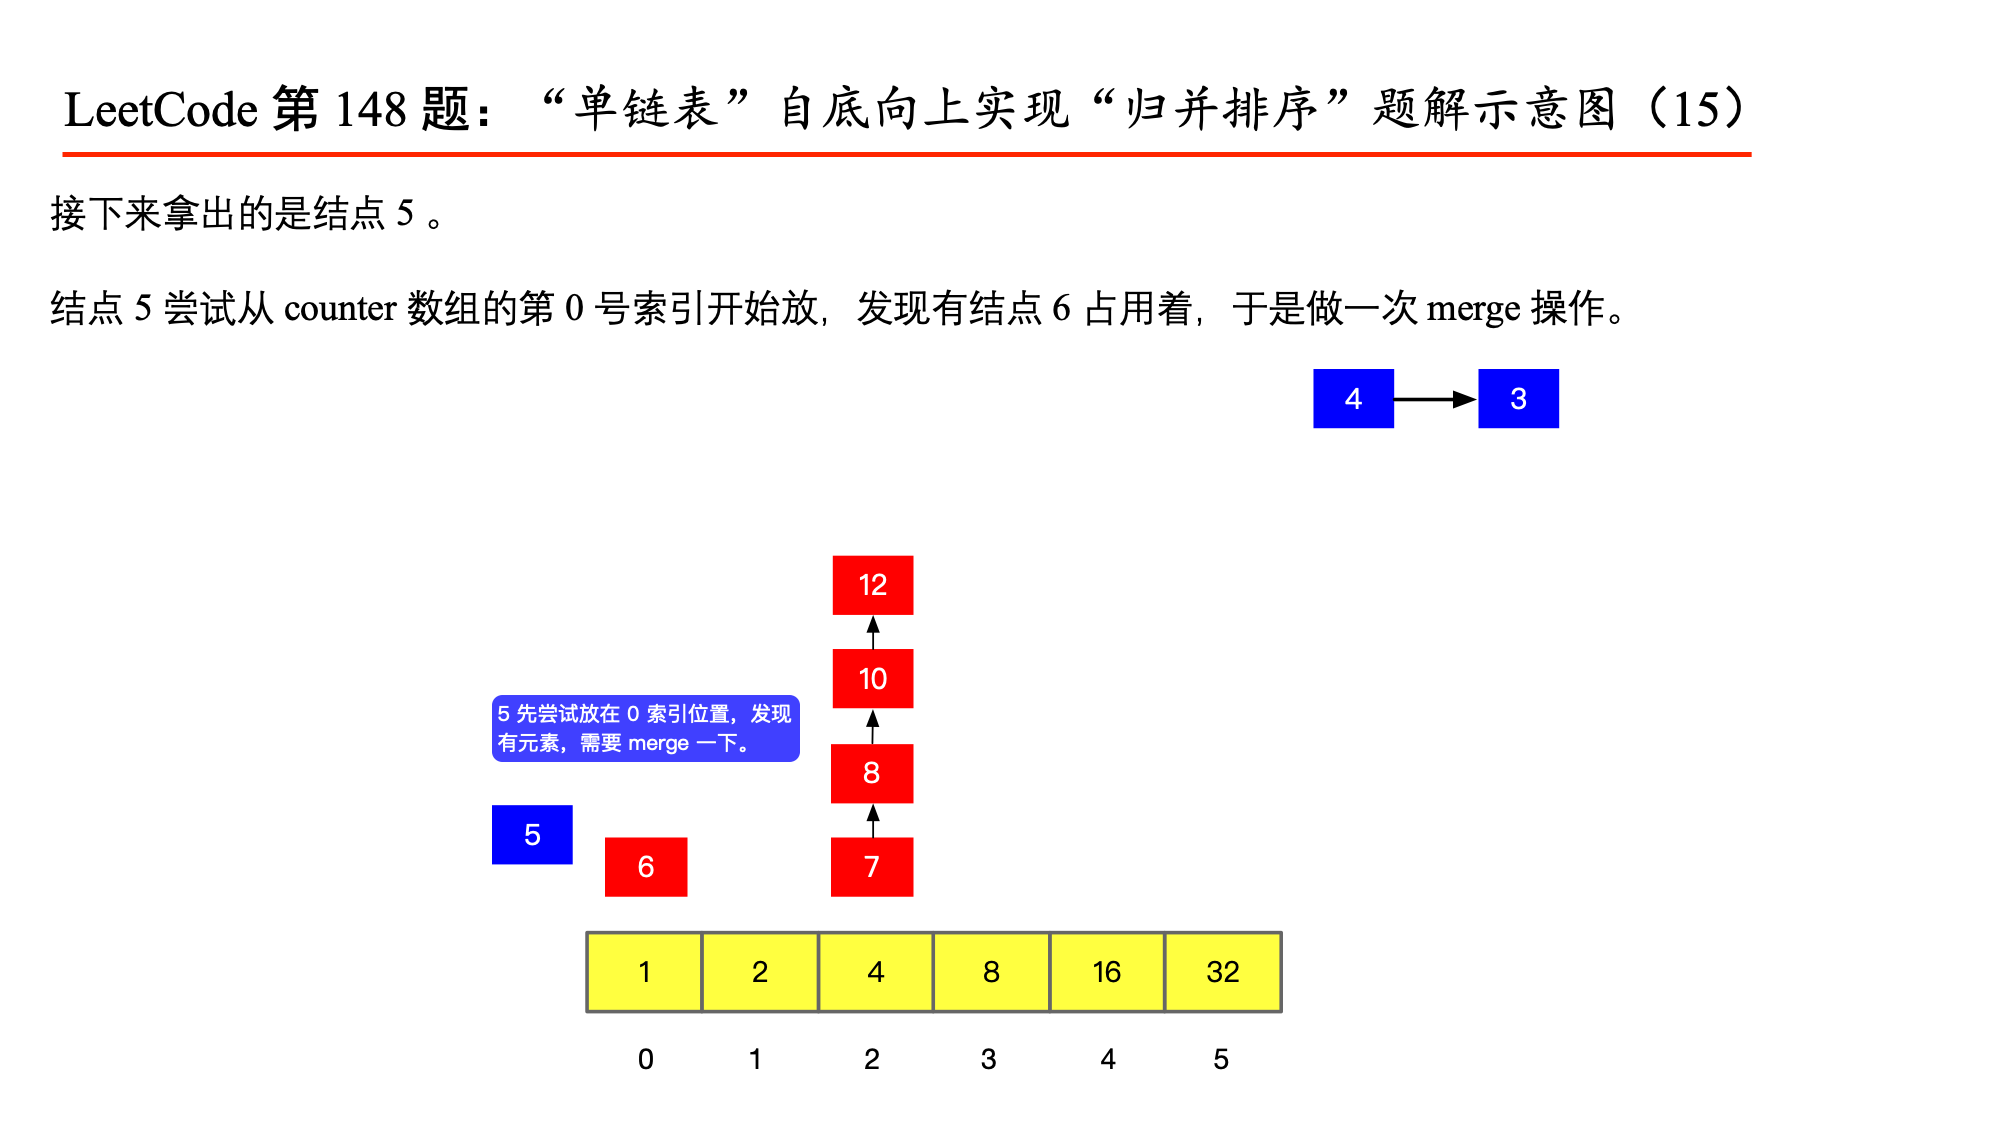 LeetCode 第 148 题：“单链表”自底向上实现“归并排序”题解示意图（15）
接下来拿出的是结点 5 。
结点 5 尝试从 counter 数组的第 0 号索引开始放，发现有结点 6 占用着，于是做一次 merge 操作。
4
3
12
10
5 先尝试放在 0 索引位置，发现
有元素，需要 merge 一下。
8
5
6
7
1 2 4 8 16 32
0 1 2 3 4 5